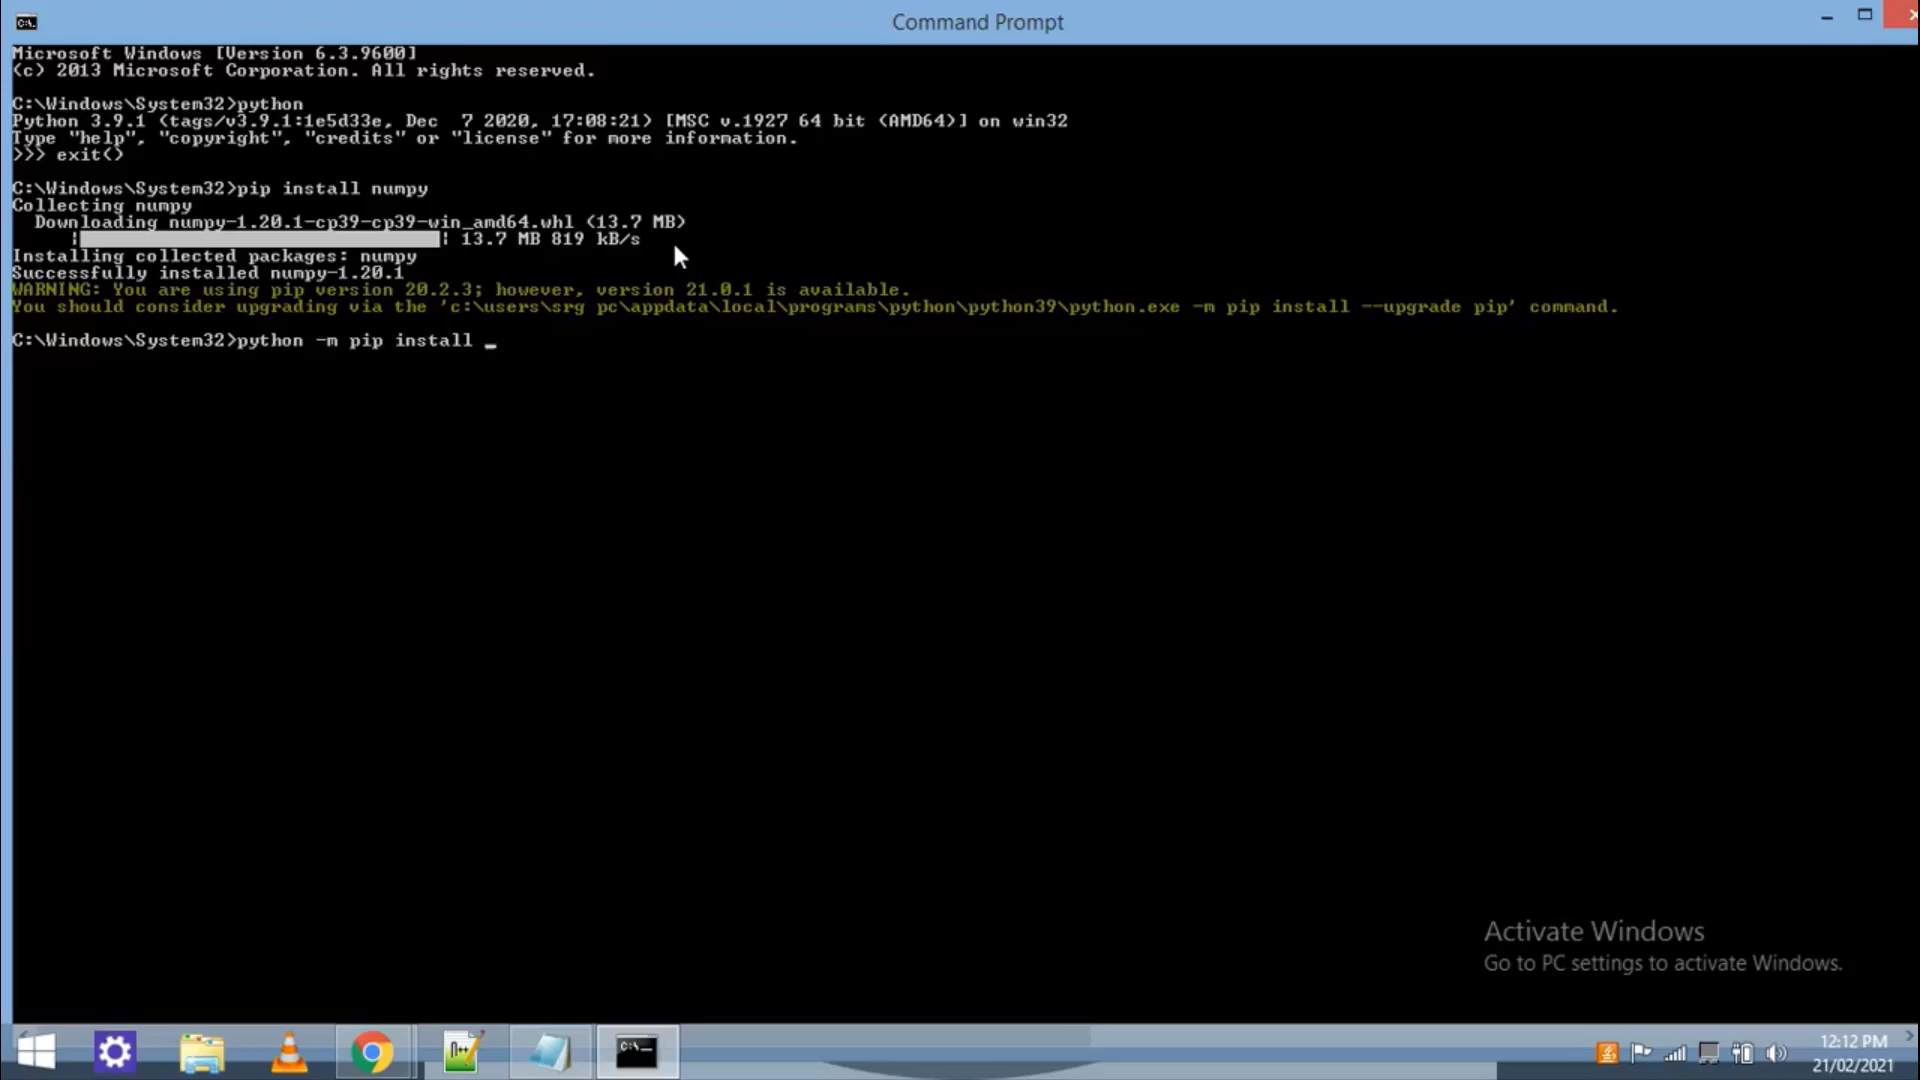 Command Prompt
Microsoft Windows [Version 6.3.9600]
(c) 2013 Microsoft Corporation. All rights reserved.
C:\Windows\System32>python
Python 3.9.1 (tags/v3.9.1:1e5d33e, Dec  7 2020, 17:08:21) [MSC v.1927 64 bit (AMD64)] on win32
Type "help", "copyright", "credits" or "license" for more information.
>>> exit()
C:\Windows\System32>pip install numpy
Collecting numpy
Downloading numpy-1.20.1-cp39-cp39-win_amd64.whl (13.7 MB)
| | 13.7 MB 819 kB/s
Installing collected packages: numpy
Successfully installed numpy-1.20.1
WARNING: You are using pip version 20.2.3; however, version 21.0.1 is available.
You should consider upgrading via the 'c:\users\srg pc\appdata\local\programs\python\python39\python.exe -m pip install --upgrade pip' command.
C:\Windows\System32>python -m pip install _
Activate Windows
Go to PC settings to activate Windows.
12:12 PM
21/02/2021